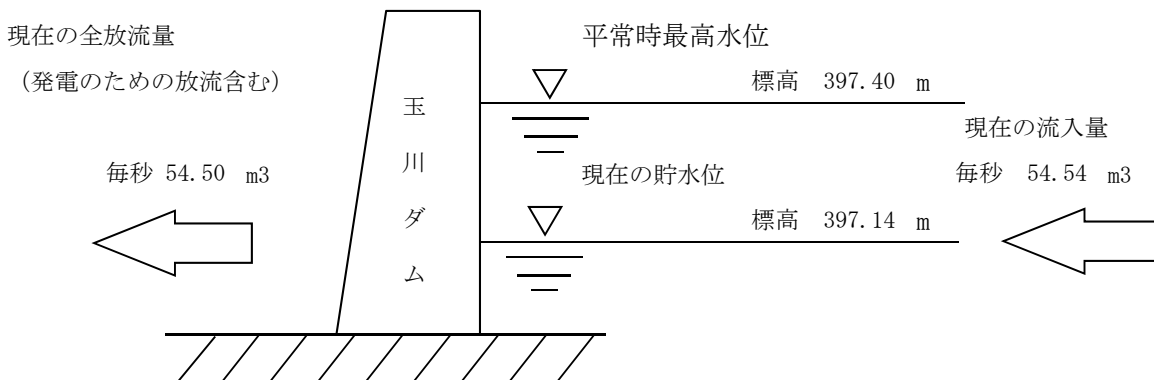 現在の全放流量
（発電のための放流含む）
毎秒 54.50 m3
玉川ダム
平常時最高水位
標高 397.40 m
現在の貯水位
標高 397.14 m
現在の流入量
毎秒 54.54 m3